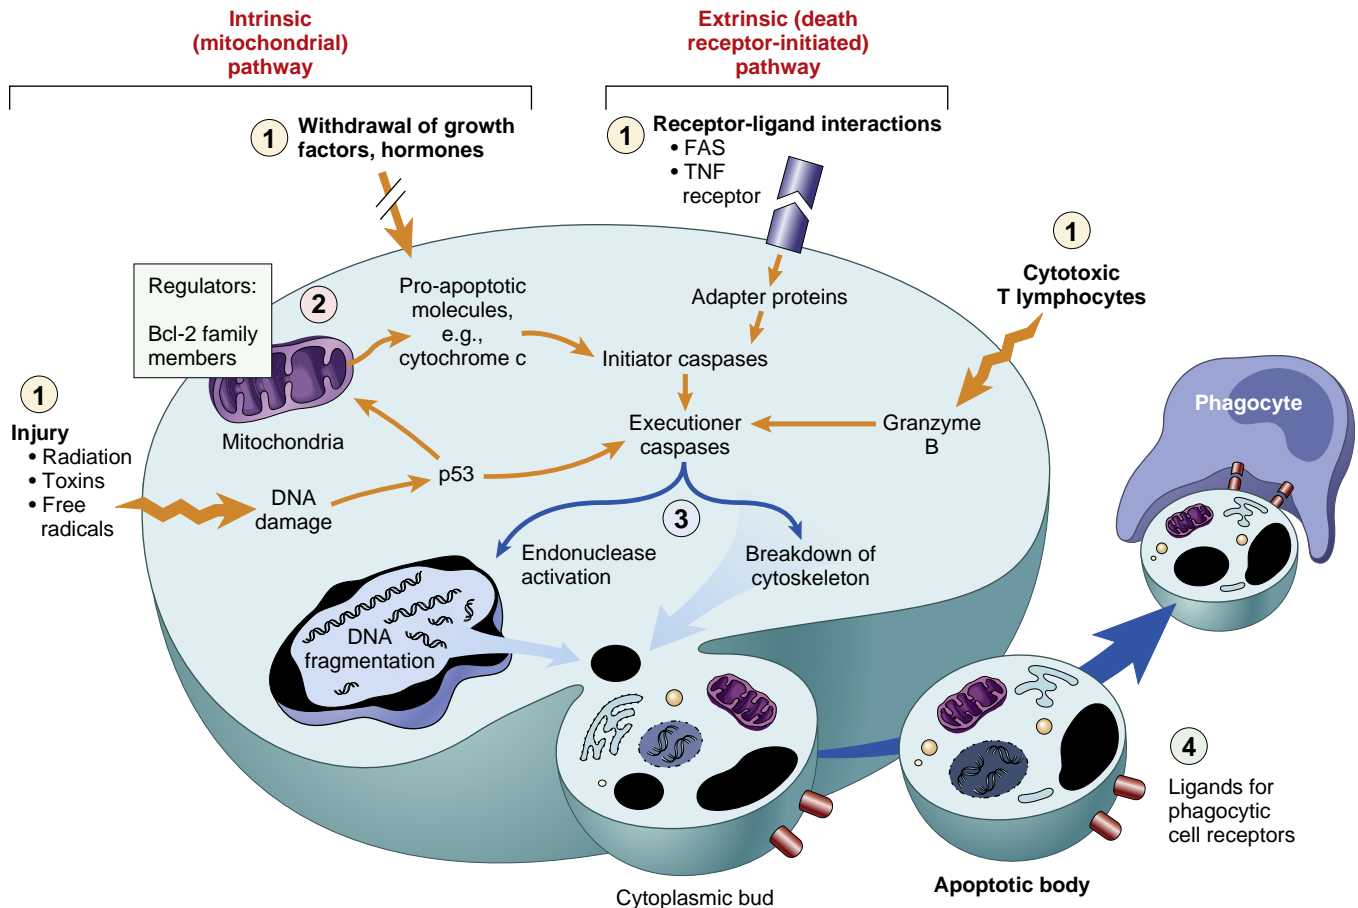 Intrinsic
(mitochondrial)
pathway
Extrinsic (death
receptor-initiated)
pathway
1
Withdrawal of growth
factors, hormones
1
Receptor-ligand interactions
• FAS
• TNF
receptor
1
Cytotoxic
T lymphocytes
Regulators:
Bcl-2 family
members
2
Pro-apoptotic
molecules,
e.g.,
cytochrome c
Adapter proteins
Initiator caspases
1
Injury
• Radiation
• Toxins
• Free
radicals
Mitochondria
Executioner
caspases
Granzyme
B
Phagocyte
p53
DNA
damage
3
Endonuclease
activation
Breakdown of
cytoskeleton
DNA
fragmentation
4
Ligands for
phagocytic
cell receptors
Cytoplasmic bud
Apoptotic body